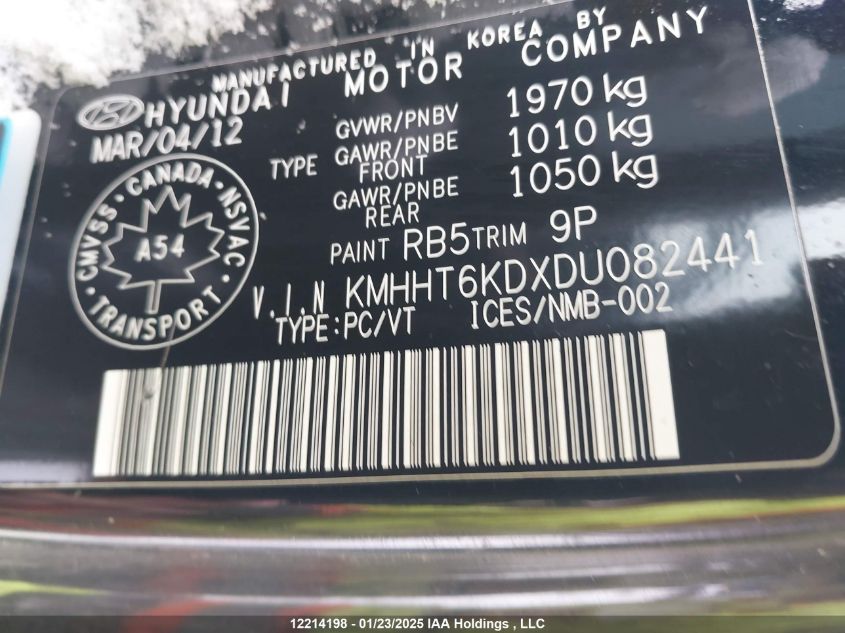 MANUFACTURED IN KOREA BY
HYUNDAI MOTOR COMPANY
MAR/04/12
GVWR/PNBV 1970 kg
TYPE GAWR/PNBE FRONT 1010 kg
GAWR/PNBE REAR 1050 kg
PAINT RB5 TRIM 9P
V.I.N KMHHT6KDXDU082441
TYPE:PC/VT ICES/NMB-002
CMVSS · CANADA · NSVAC
A54
TRANSPORT
12214198 - 01/23/2025 IAA Holdings , LLC